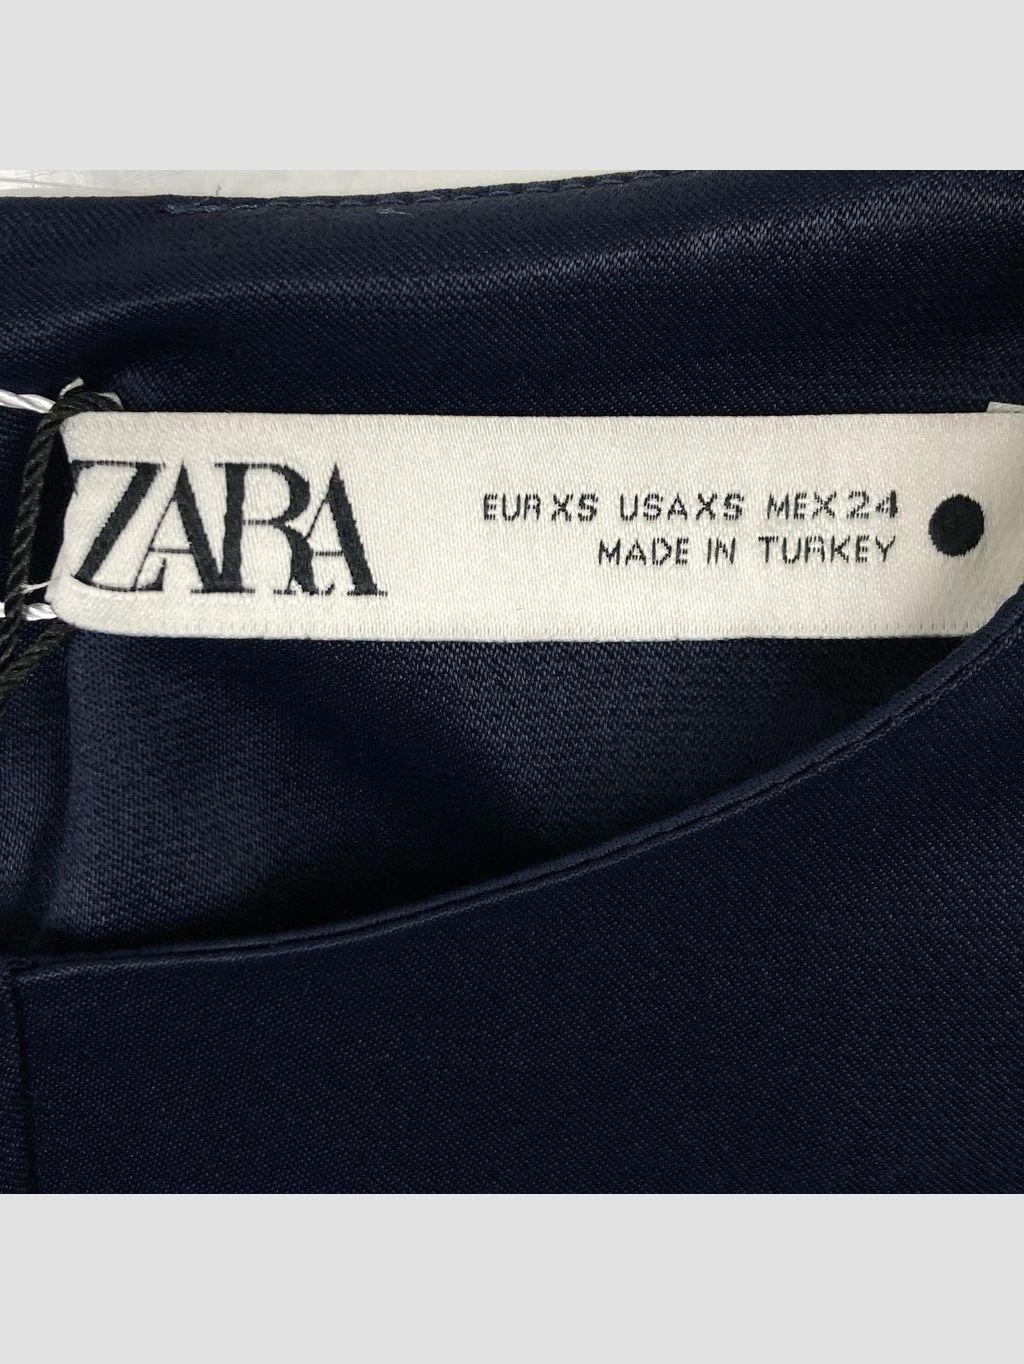 ZARA
EUR XS USA XS MEX 24
MADE IN TURKEY